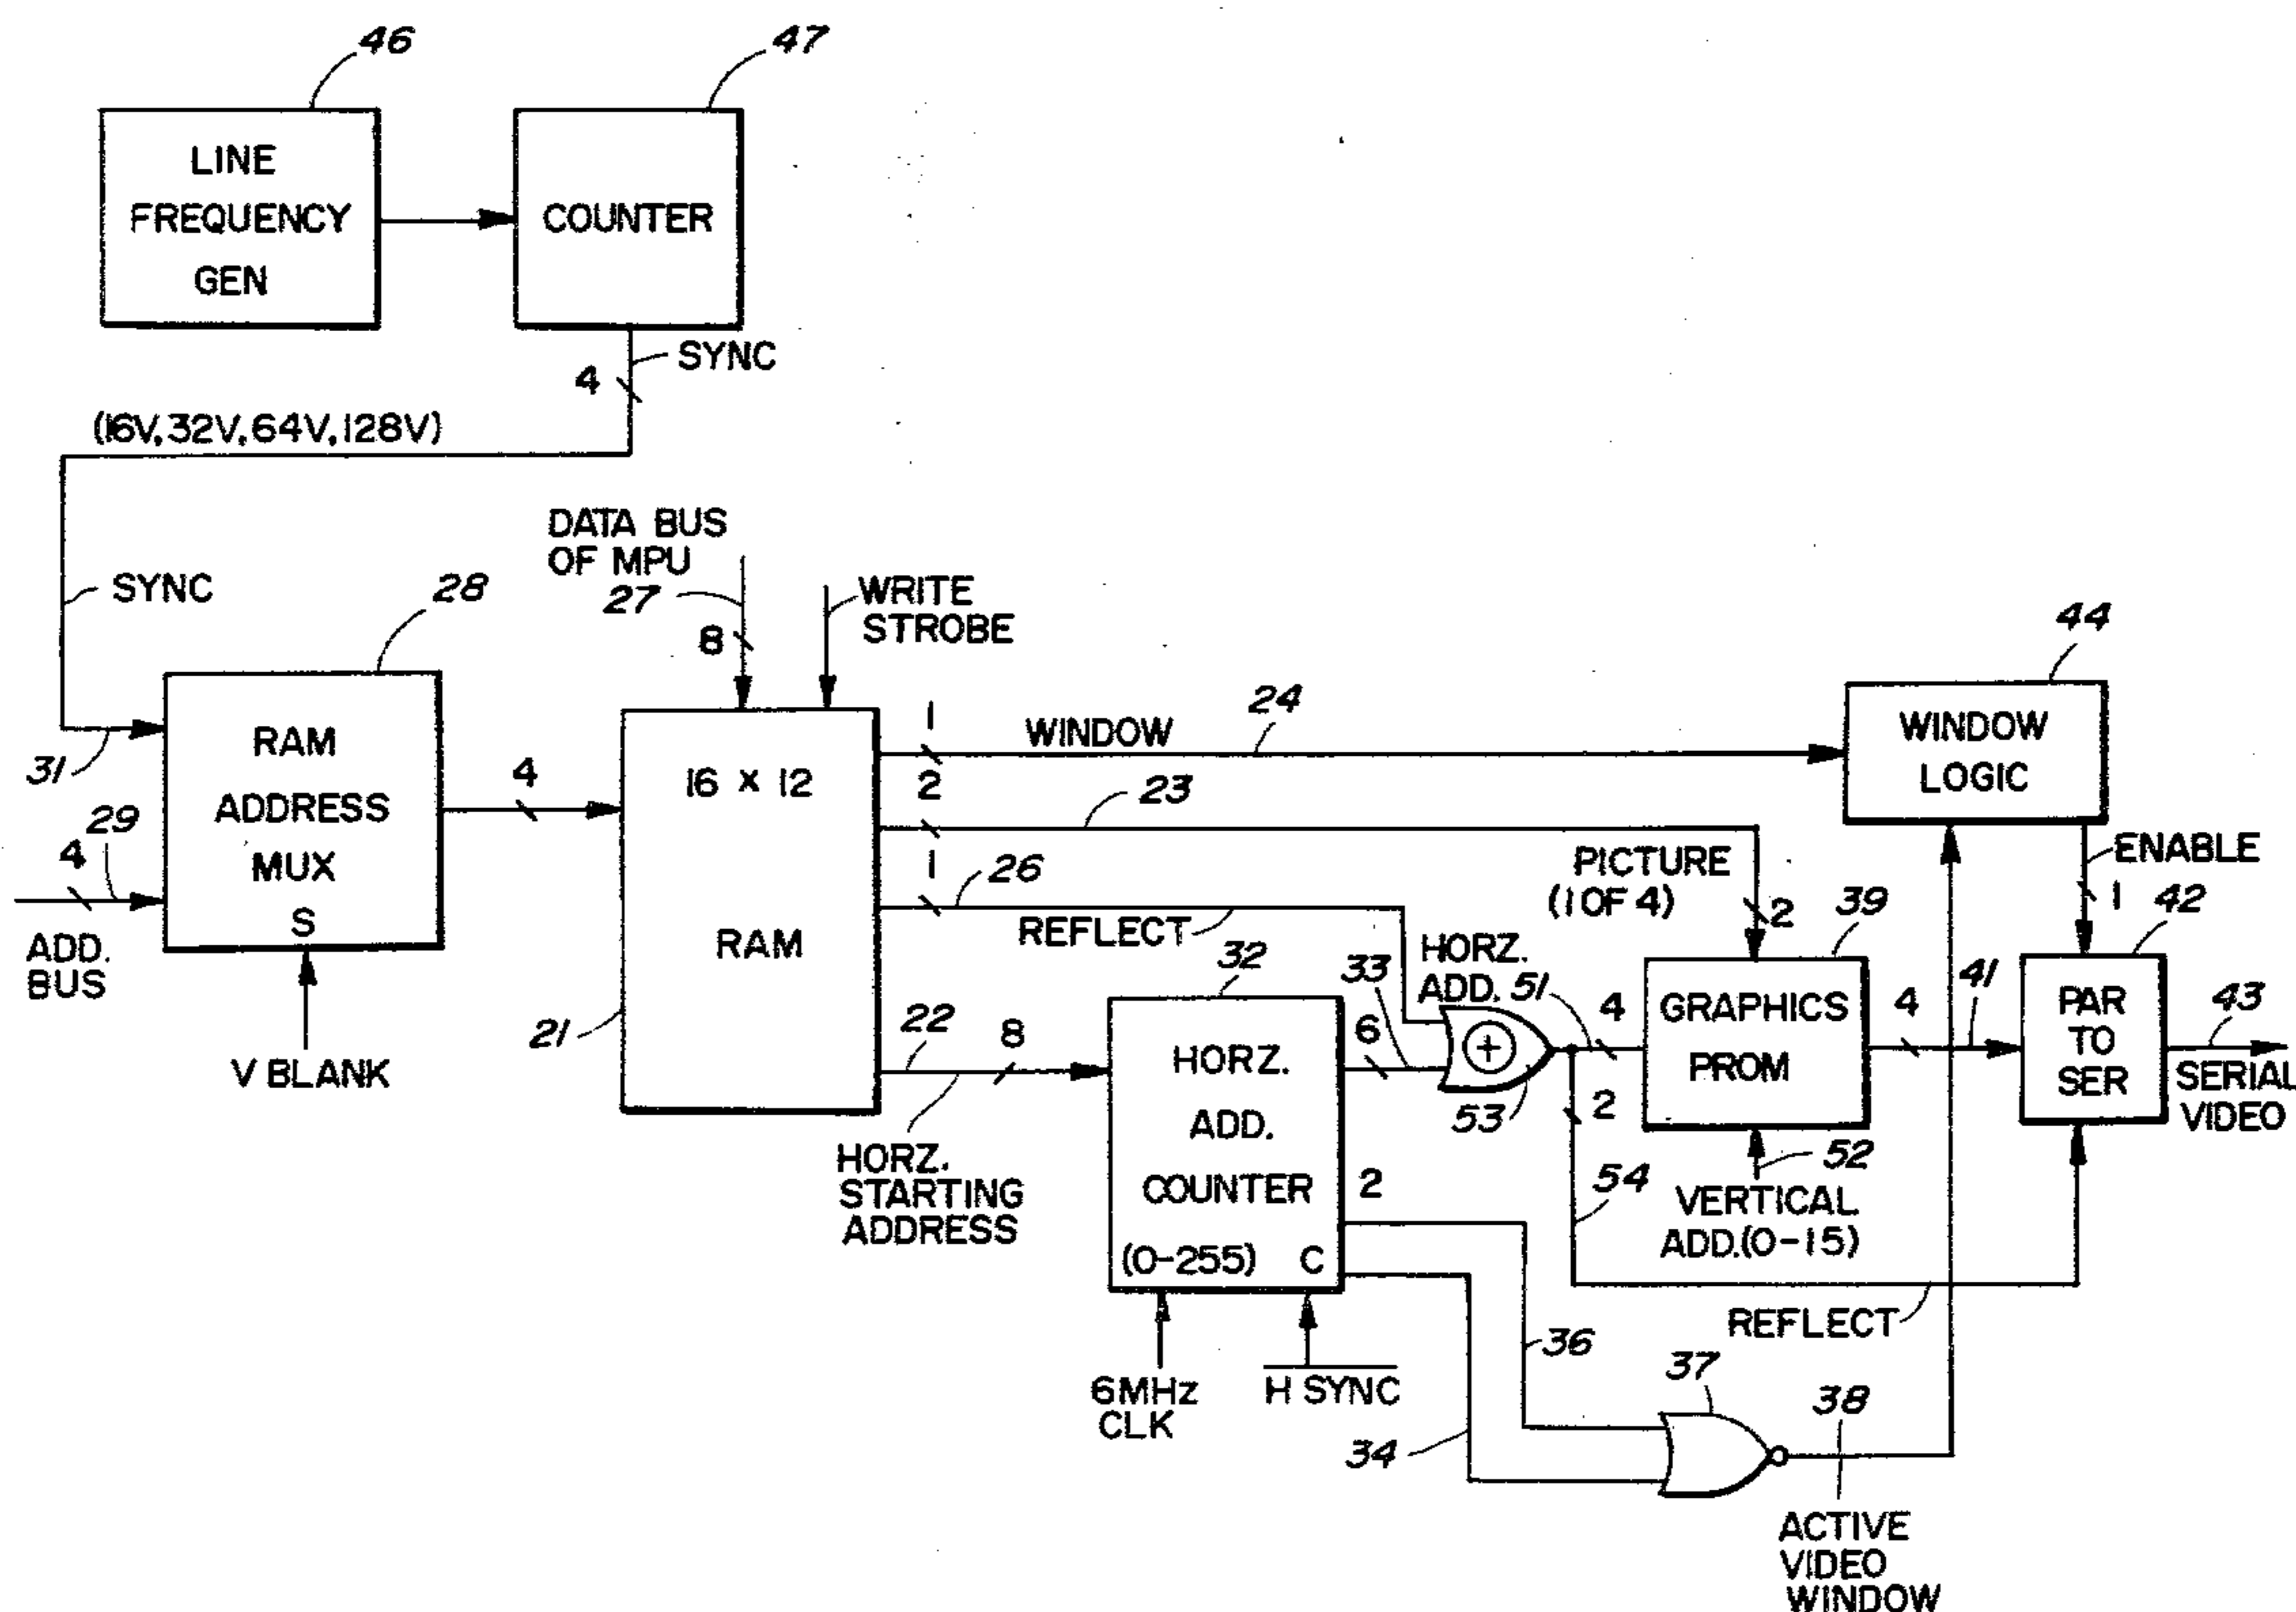 46
47
LINE
FREQUENCY
GEN
COUNTER
SYNC
4
(16V,32V,64V,128V)
DATA BUS
OF MPU
27
8
WRITE
STROBE
SYNC
28
44
31
RAM
ADDRESS
MUX
S
4
29
4
ADD.
BUS
V BLANK
16 X 12
RAM
21
1
WINDOW
24
WINDOW
LOGIC
2
23
PICTURE
(1 OF 4)
2
ENABLE
1
1
26
REFLECT
39
42
32
33
HORZ.
ADD.
51
22
8
HORZ.
STARTING
ADDRESS
HORZ.
ADD.
COUNTER
(0-255)
C
6
53
4
GRAPHICS
PROM
4
41
PAR
TO
SER
43
SERIAL
VIDEO
2
2
54
52
VERTICAL
ADD.(0-15)
REFLECT
6MHz
CLK
H SYNC
36
34
37
38
ACTIVE
VIDEO
WINDOW